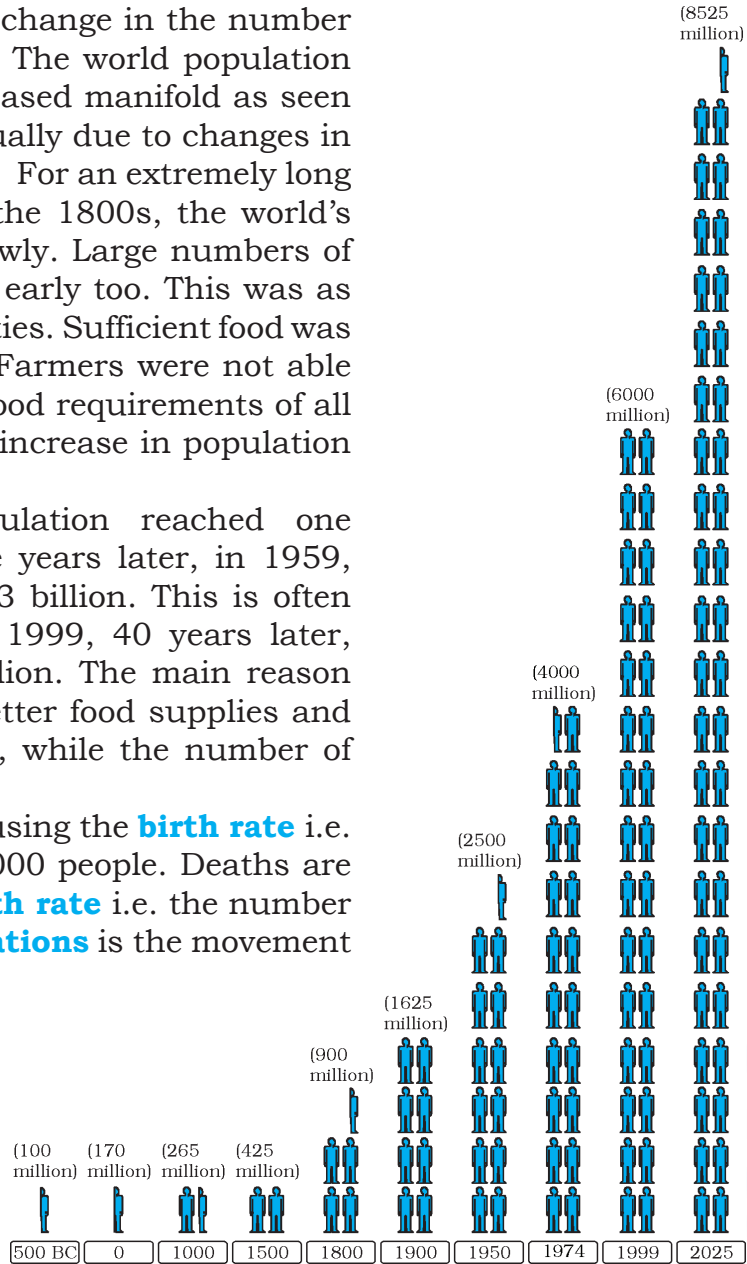 change in the number
The world population
ased manifold as seen
ually due to changes in
For an extremely long
the 1800s, the world's
wly. Large numbers of
early too. This was as
ties. Sufficient food was
Farmers were not able
ood requirements of all
increase in population
ulation reached one
e years later, in 1959,
3 billion. This is often
1999, 40 years later,
lion. The main reason
etter food supplies and
, while the number of
using the birth rate i.e.
000 people. Deaths are
th rate i.e. the number
ations is the movement
(8525
million)
(6000
million)
(4000
million)
(2500
million)
(1625
million)
(900
million)
(100
million)
(170
million)
(265
million)
(425
million)
500 BC 0 1000 1500 1800 1900 1950 1974 1999 2025